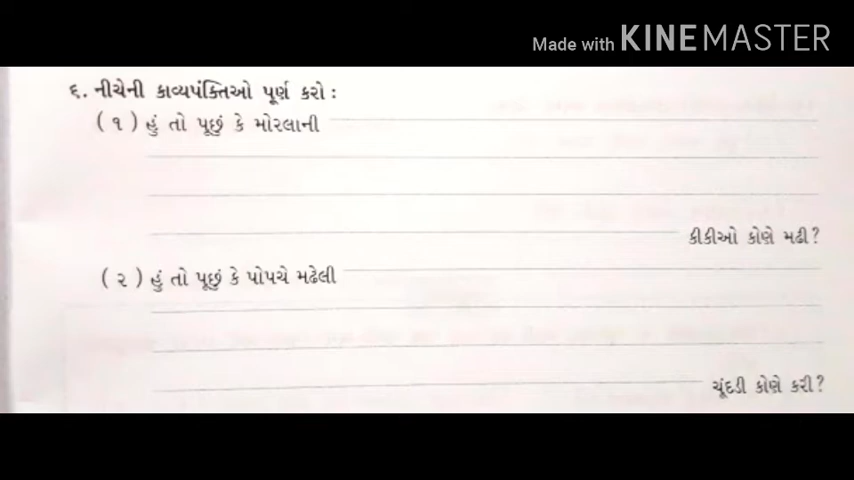 Made with KINEMASTER
૬. નીચેની કાવ્યપંક્તિઓ પૂર્ણ કરો :
( ૧ ) હું તો પૂછું કે મોરલાની
કીકીઓ કોણે મઢી?
( ૨ ) હું તો પૂછું કે પોપચે મઢેલી
ચૂંદડી કોણે કરી?